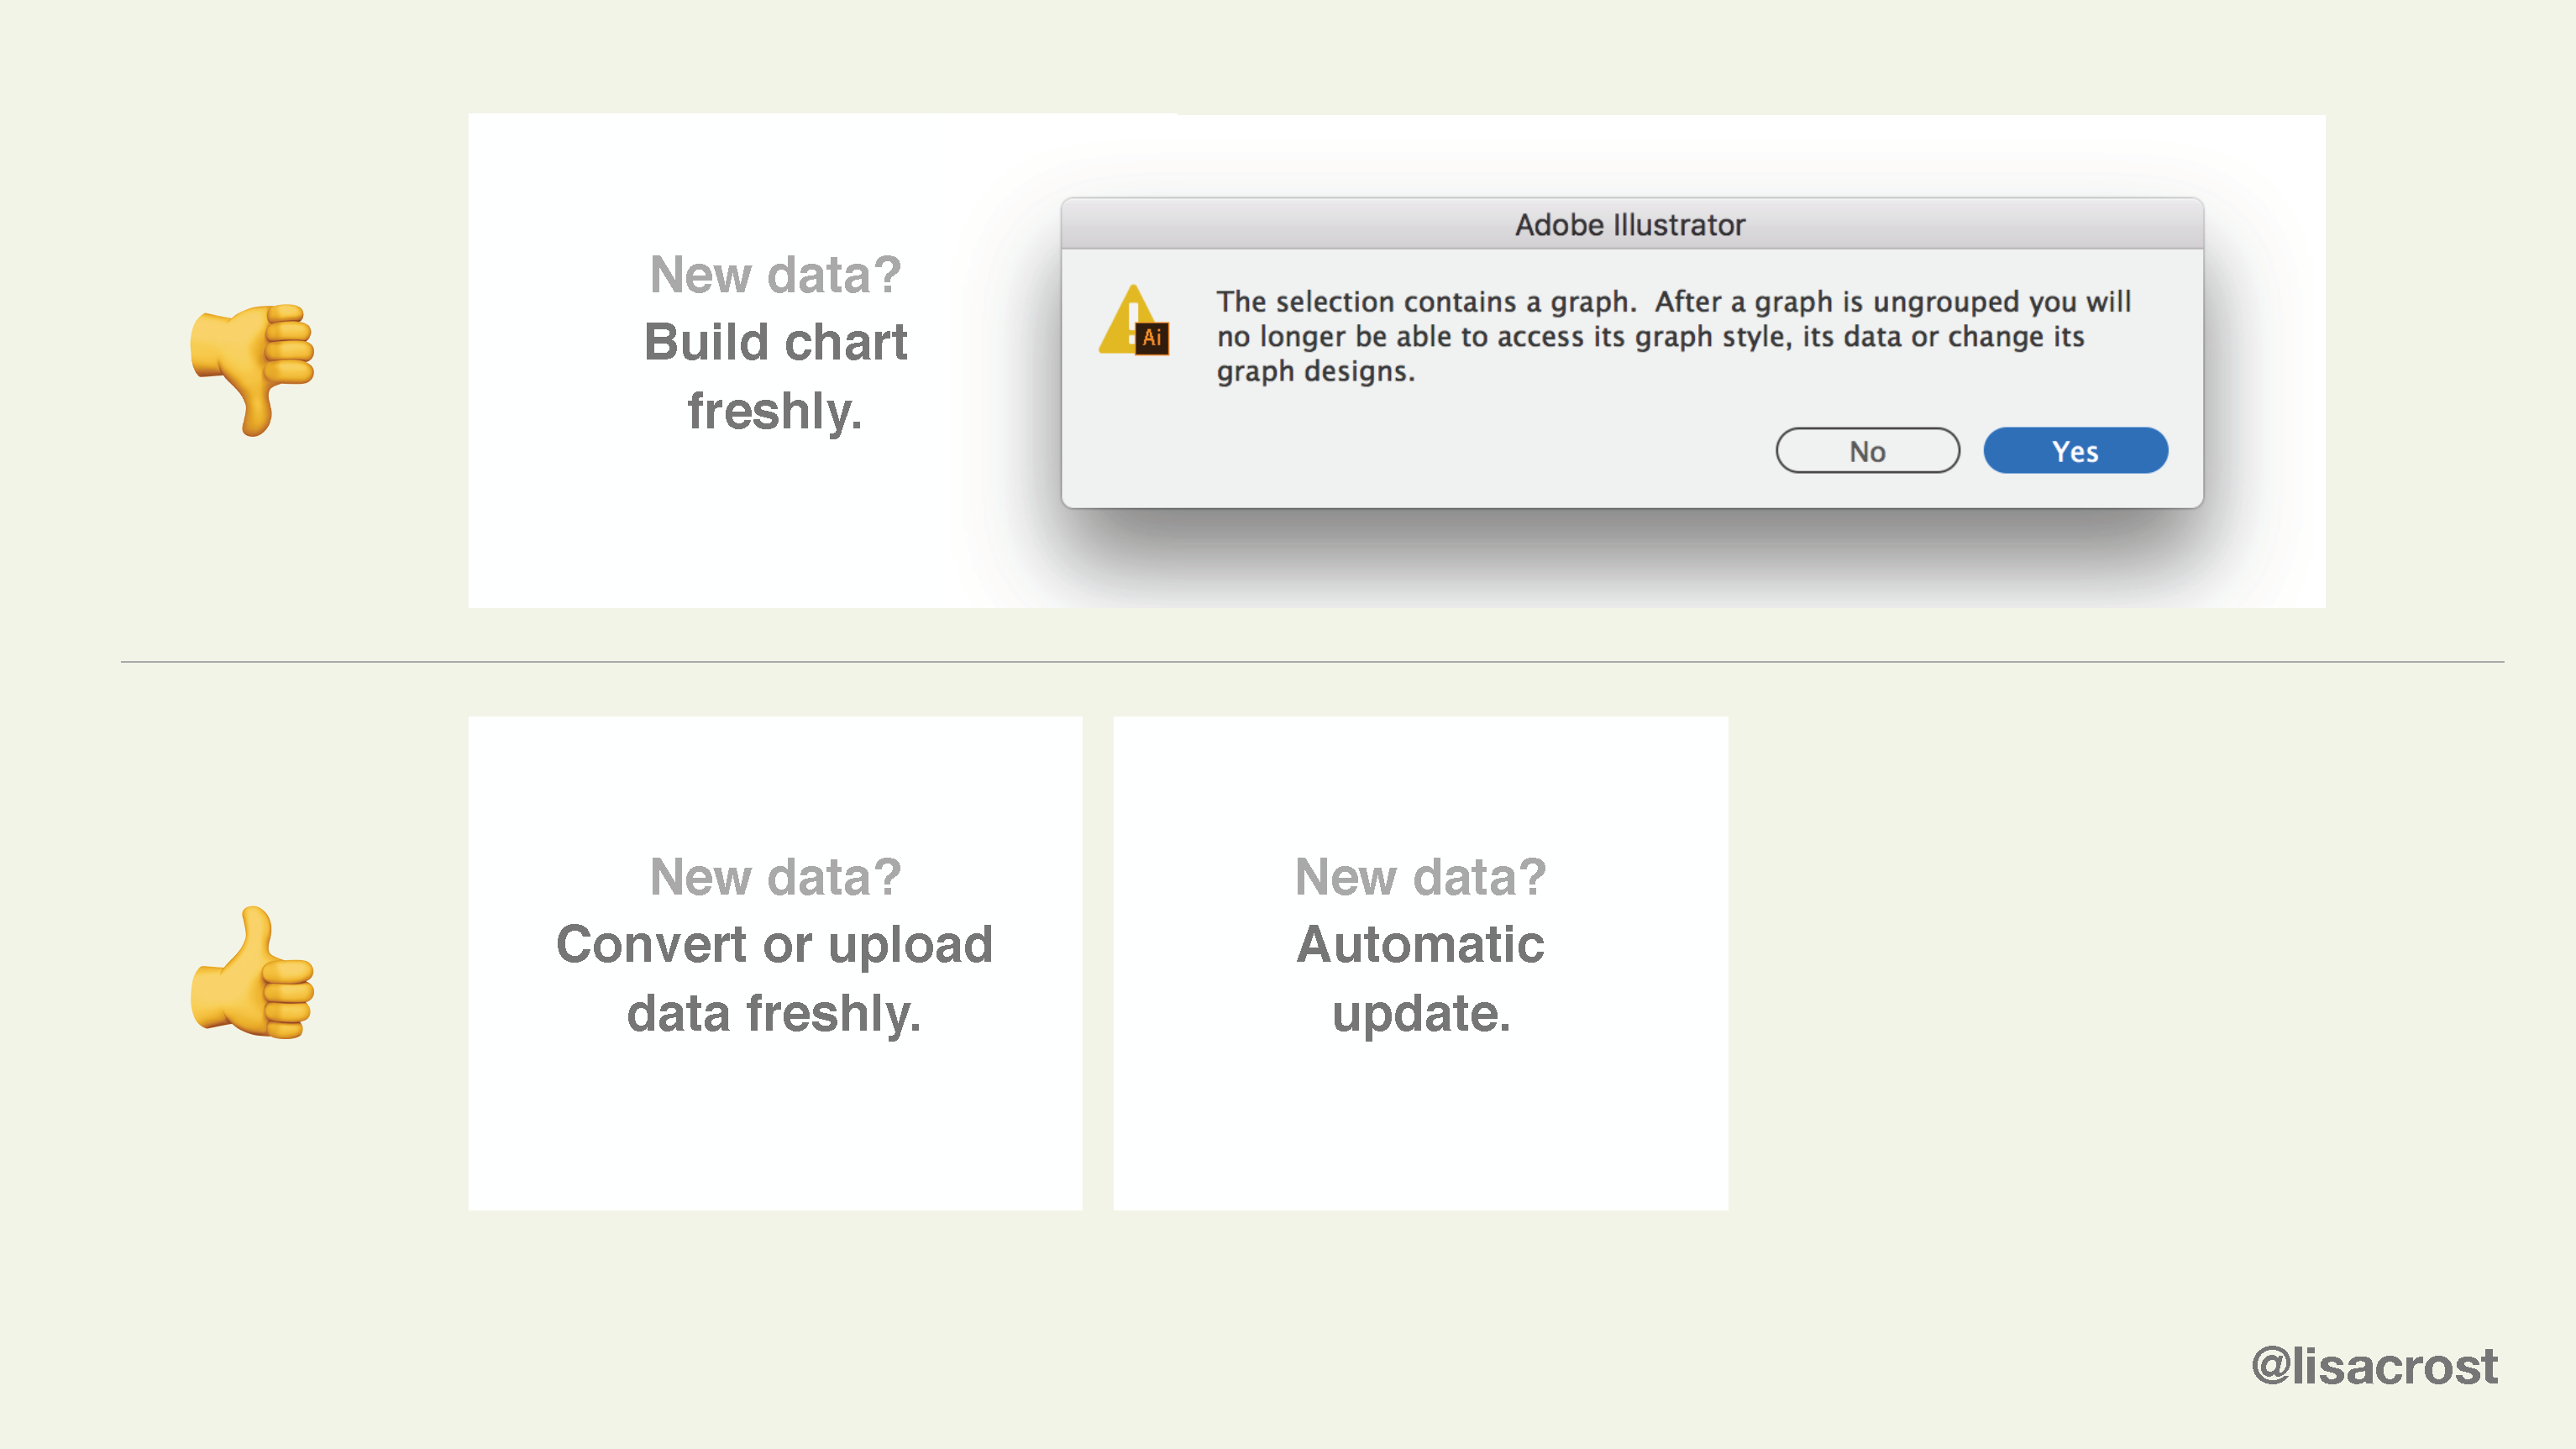 New data?
Build chart
freshly.
Adobe Illustrator
Ai
The selection contains a graph.  After a graph is ungrouped you will
no longer be able to access its graph style, its data or change its
graph designs.
No
Yes
New data?
Convert or upload
data freshly.
New data?
Automatic
update.
@lisacrost